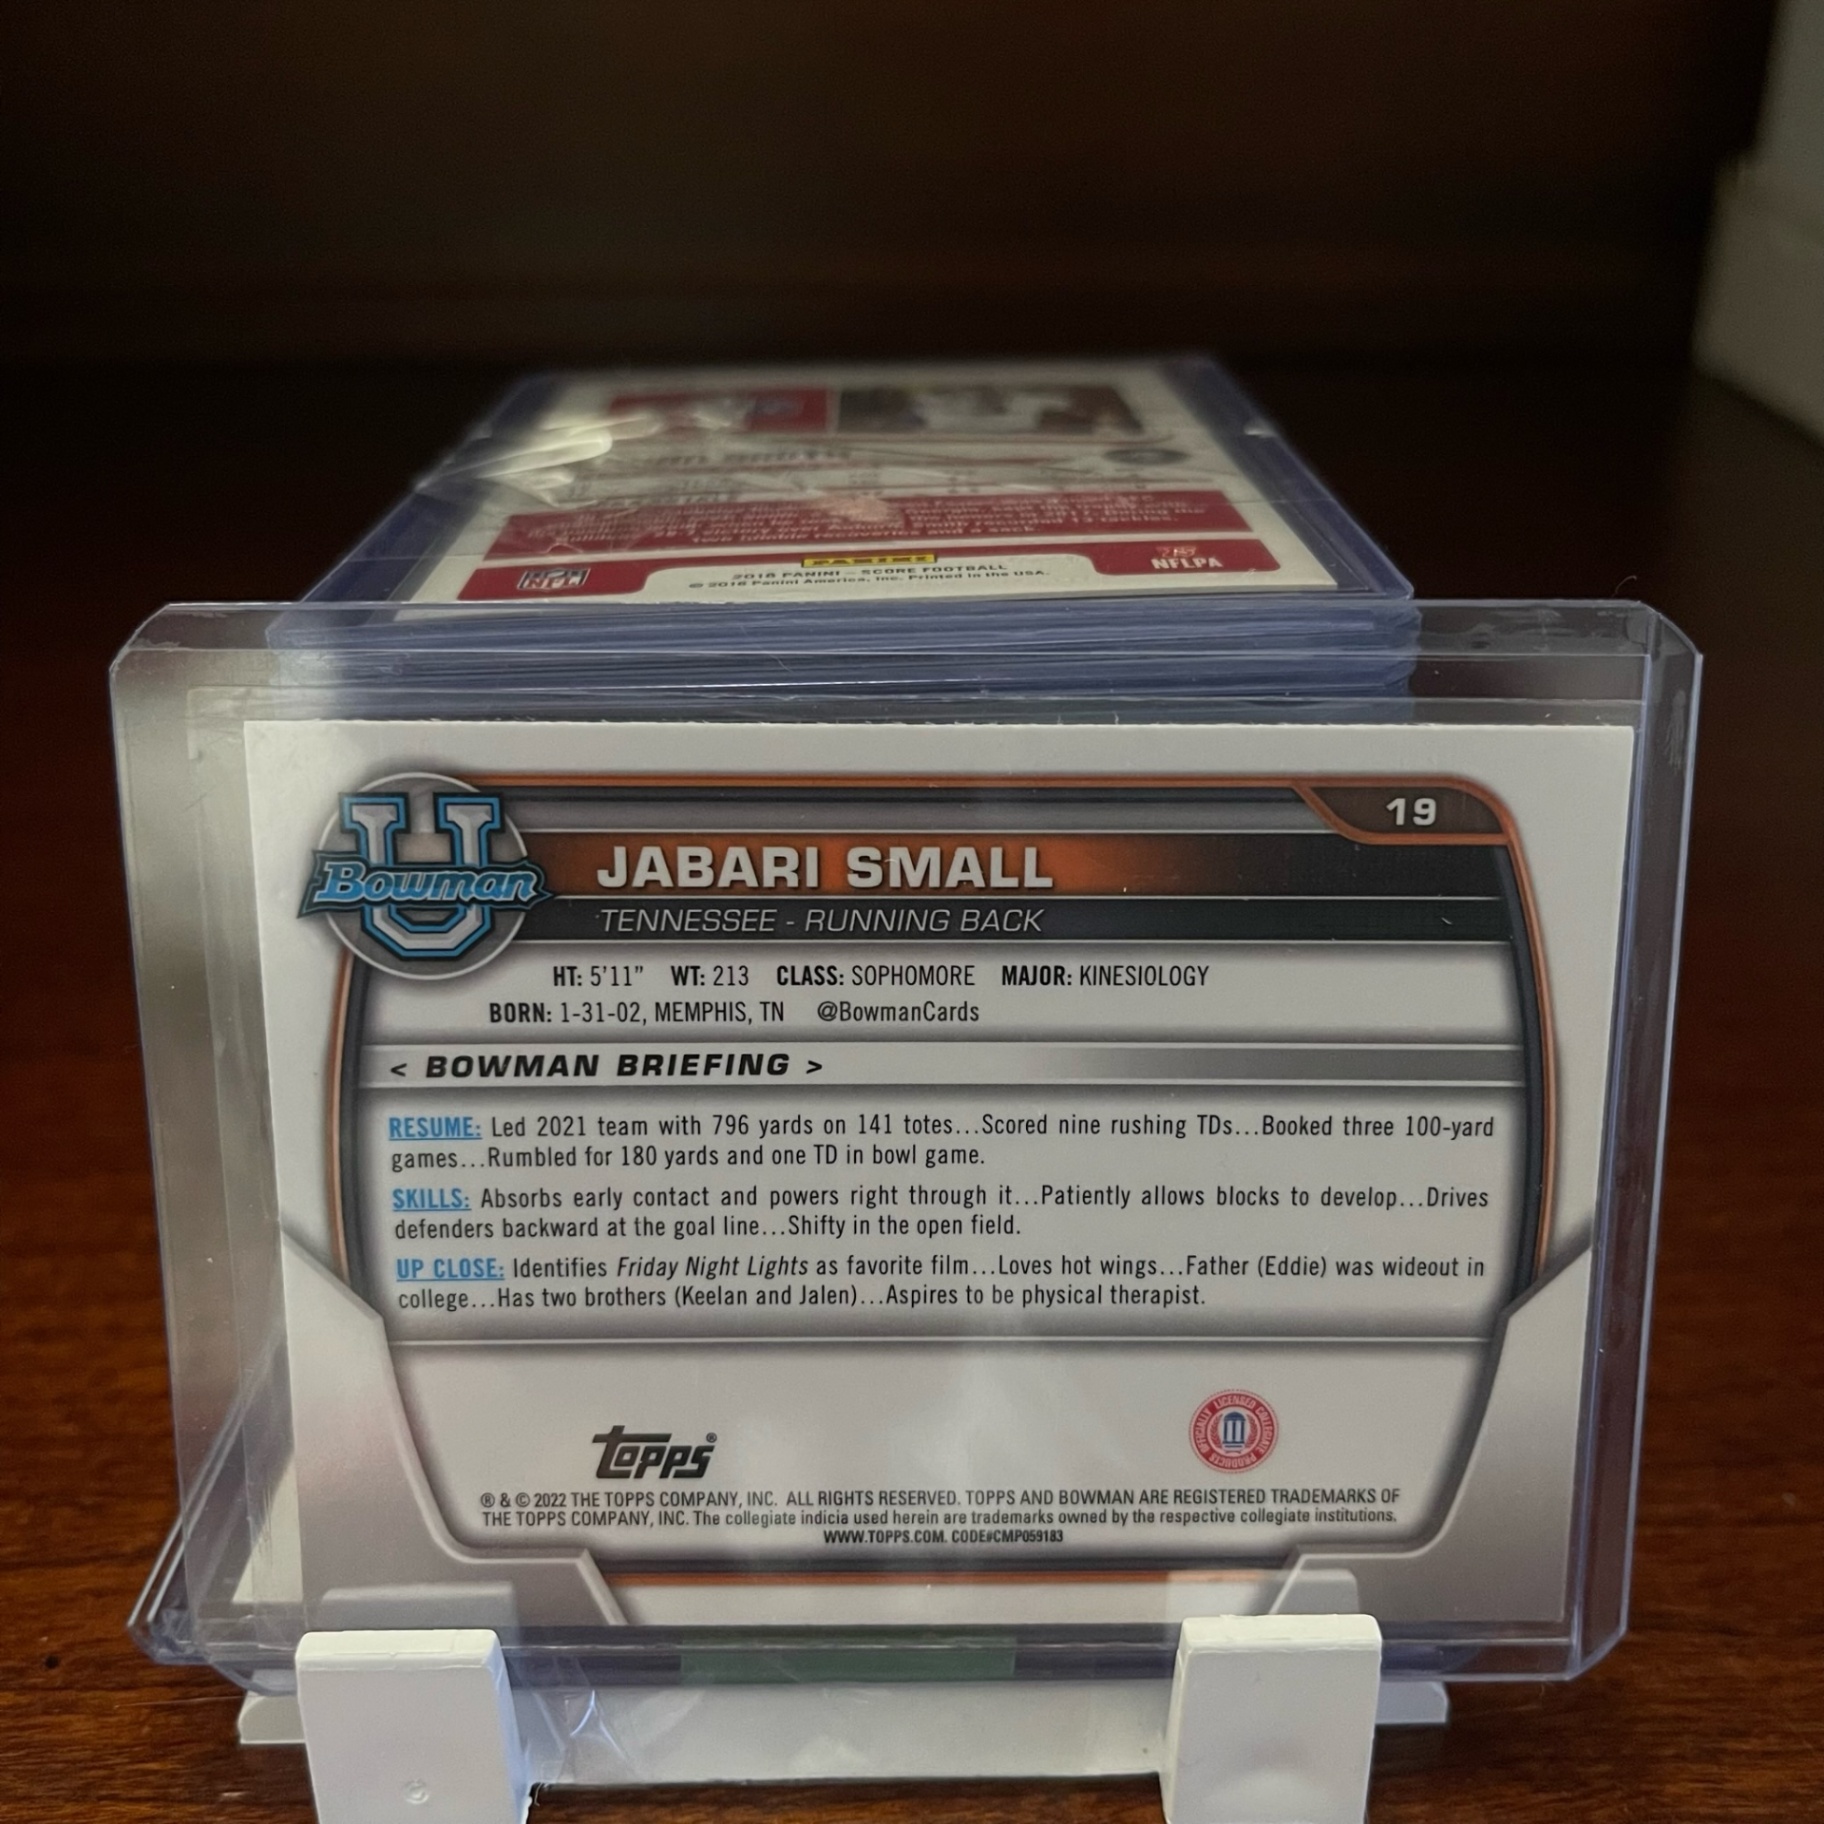 PANINI
2018 PANINI – SCORE FOOTBALL
© 2018 Panini America, Inc. Printed in the USA.
NFL
NFLPA
19
U
Bowman
JABARI SMALL
TENNESSEE - RUNNING BACK
HT: 5'11" WT: 213 CLASS: SOPHOMORE MAJOR: KINESIOLOGY
BORN: 1-31-02, MEMPHIS, TN @BowmanCards
< BOWMAN BRIEFING >
RESUME: Led 2021 team with 796 yards on 141 totes...Scored nine rushing TDs...Booked three 100-yard
games...Rumbled for 180 yards and one TD in bowl game.
SKILLS: Absorbs early contact and powers right through it...Patiently allows blocks to develop...Drives
defenders backward at the goal line...Shifty in the open field.
UP CLOSE: Identifies Friday Night Lights as favorite film...Loves hot wings...Father (Eddie) was wideout in
college...Has two brothers (Keelan and Jalen)...Aspires to be physical therapist.
topps®
OFFICIALLY LICENSED COLLEGIATE PRODUCTS
® & © 2022 THE TOPPS COMPANY, INC. ALL RIGHTS RESERVED. TOPPS AND BOWMAN ARE REGISTERED TRADEMARKS OF
THE TOPPS COMPANY, INC. The collegiate indicia used herein are trademarks owned by the respective collegiate institutions.
WWW.TOPPS.COM. CODE#CMP059183